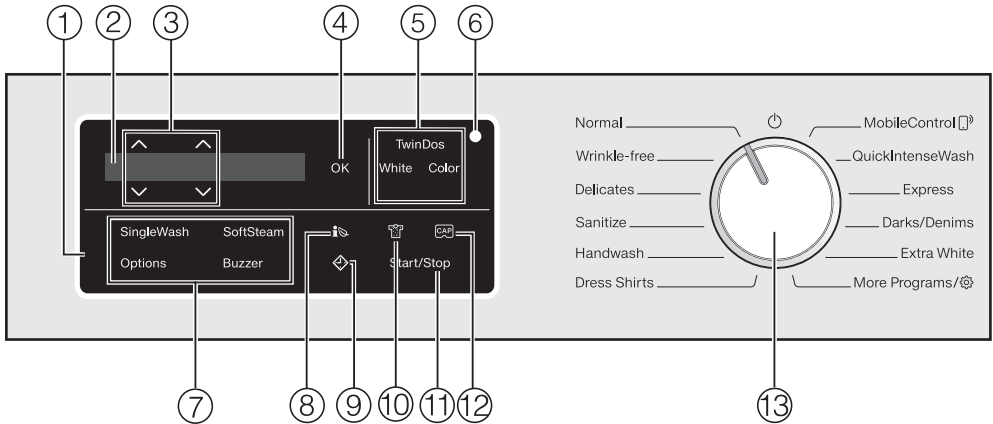 ① ② ③ ④ ⑤ ⑥
TwinDos
White Color
OK
SingleWash SoftSteam
Options Buzzer
CAP
Start/Stop
Normal
Wrinkle-free
Delicates
Sanitize
Handwash
Dress Shirts
MobileControl
QuickIntenseWash
Express
Darks/Denims
Extra White
More Programs/
⑦ ⑧ ⑨ ⑩ ⑪ ⑫ ⑬